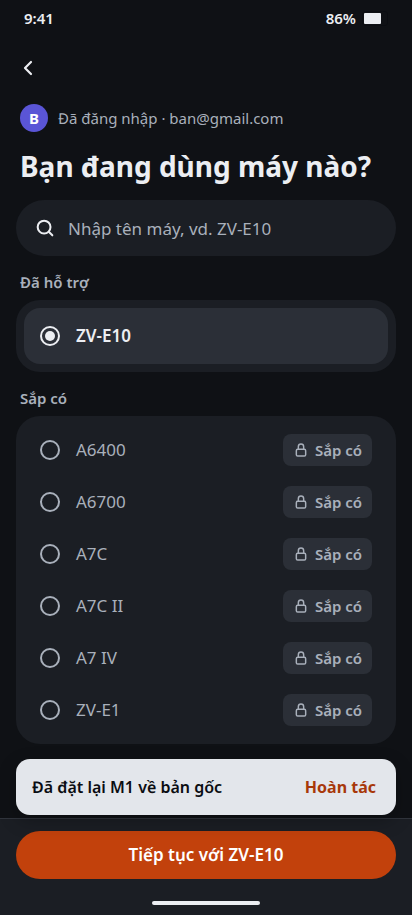 9:41
86%
B
Đã đăng nhập · ban@gmail.com
Bạn đang dùng máy nào?
Nhập tên máy, vd. ZV-E10
Đã hỗ trợ
ZV-E10
Sắp có
A6400 Sắp có
A6700 Sắp có
A7C Sắp có
A7C II Sắp có
A7 IV Sắp có
ZV-E1 Sắp có
Đã đặt lại M1 về bản gốc Hoàn tác
Tiếp tục với ZV-E10